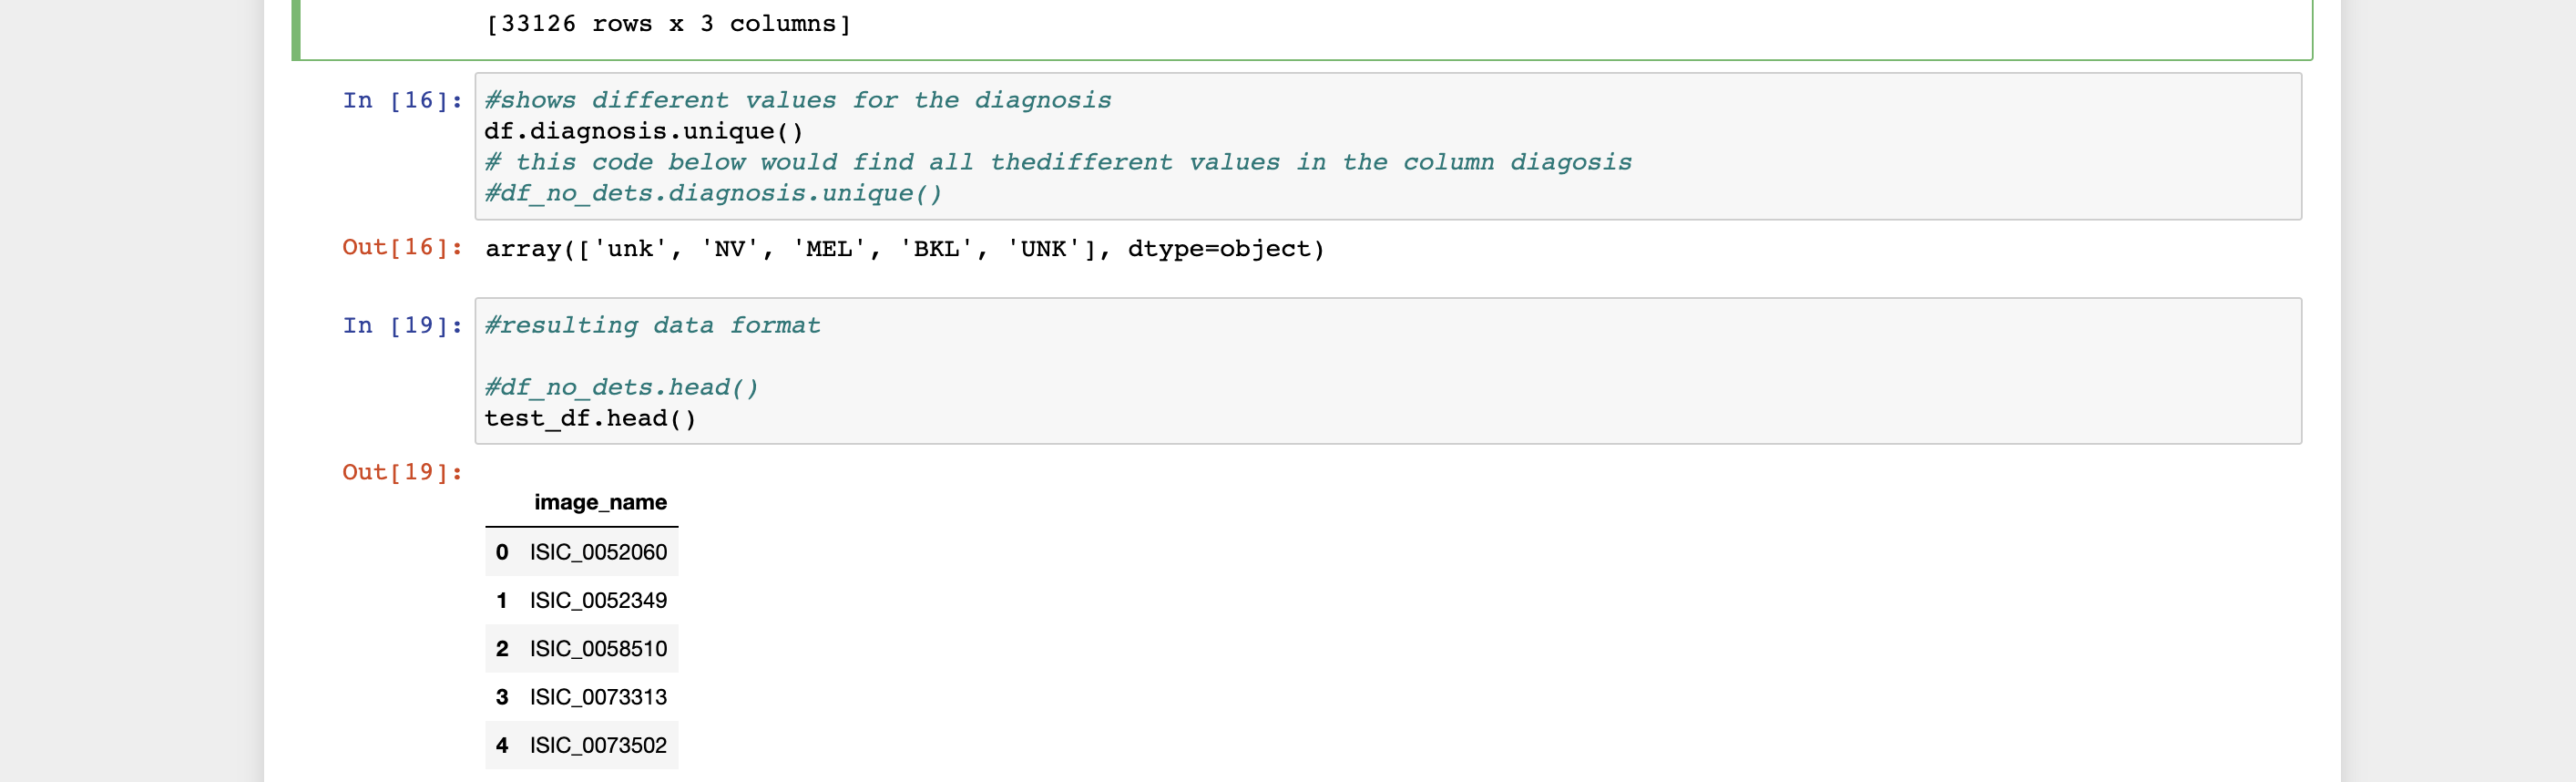 [33126 rows x 3 columns]
In [16]: #shows different values for the diagnosis
df.diagnosis.unique()
# this code below would find all thedifferent values in the column diagosis
#df_no_dets.diagnosis.unique()
Out[16]: array(['unk', 'NV', 'MEL', 'BKL', 'UNK'], dtype=object)
In [19]: #resulting data format
#df_no_dets.head()
test_df.head()
Out[19]:
image_name
0 ISIC_0052060
1 ISIC_0052349
2 ISIC_0058510
3 ISIC_0073313
4 ISIC_0073502